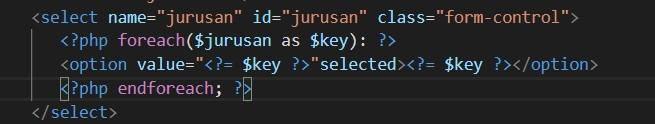 <select name="jurusan" id="jurusan" class="form-control">
<?php foreach($jurusan as $key): ?>
<option value="<?= $key ?>"selected><?= $key ?></option>
<?php endforeach; ?>
</select>